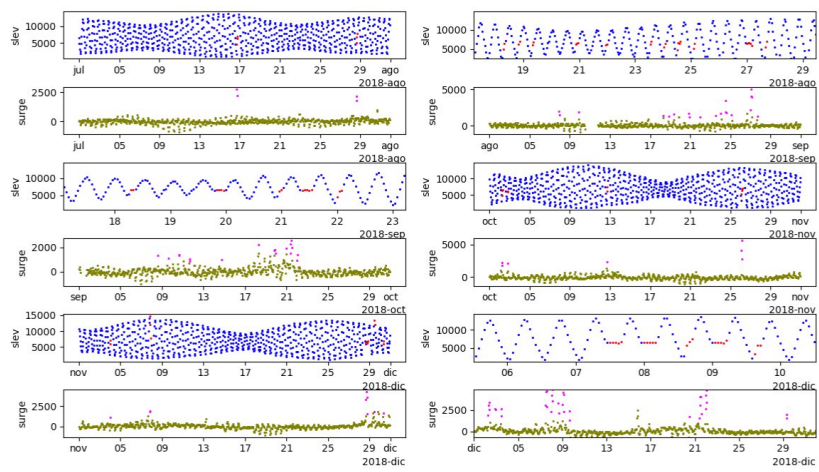 slev
10000
5000
jul 05 09 13 17 21 25 29 ago
2018-ago
surge
2500
0
jul 05 09 13 17 21 25 29 ago
2018-ago
slev
10000
5000
18 19 20 21 22 23
2018-sep
surge
2000
0
sep 05 09 13 17 21 25 29 oct
2018-oct
slev
15000
10000
5000
nov 05 09 13 17 21 25 29 dic
2018-dic
surge
2500
0
nov 05 09 13 17 21 25 29 dic
2018-dic
slev
10000
5000
19 21 23 25 27 29
2018-ago
surge
5000
0
ago 05 09 13 17 21 25 29 sep
2018-sep
slev
10000
5000
oct 05 09 13 17 21 25 29 nov
2018-nov
surge
5000
0
oct 05 09 13 17 21 25 29 nov
2018-nov
slev
10000
5000
06 07 08 09 10
2018-dic
surge
2500
0
dic 05 09 13 17 21 25 29
2018-dic